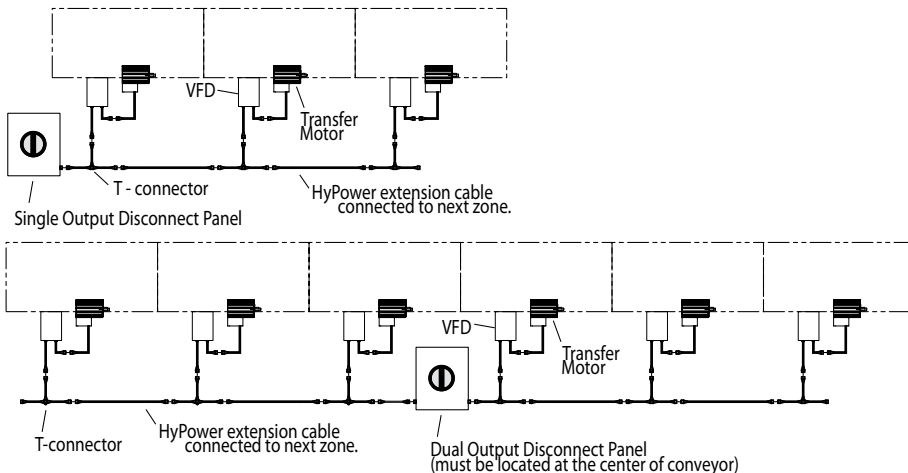 VFD
Transfer
Motor
T - connector
HyPower extension cable
connected to next zone.
Single Output Disconnect Panel
VFD
Transfer
Motor
T-connector
HyPower extension cable
connected to next zone.
Dual Output Disconnect Panel
(must be located at the center of conveyor)